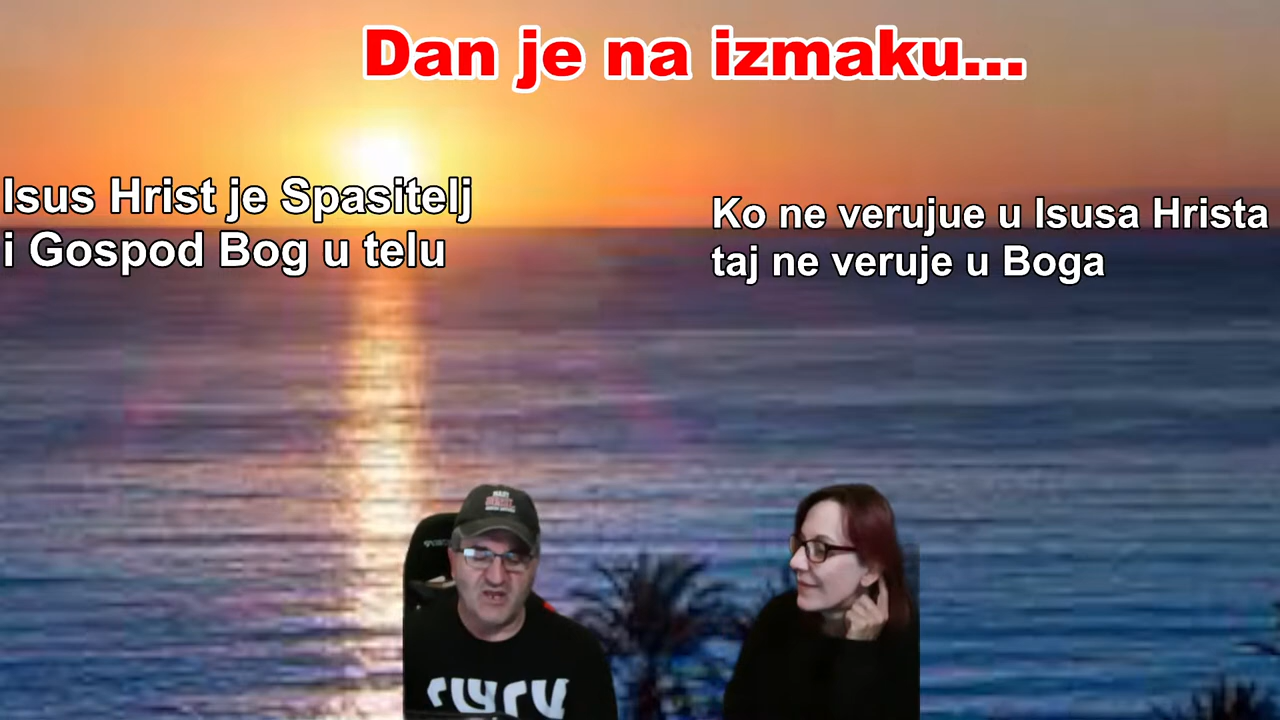 Dan je na izmaku...
Isus Hrist je Spasitelj
i Gospod Bog u telu
Ko ne verujue u Isusa Hrista
taj ne veruje u Boga